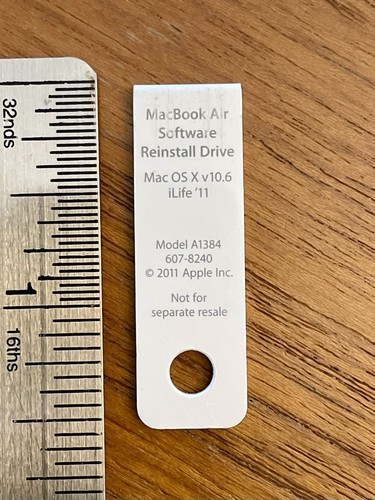 32nds
1
16ths
MacBook Air
Software
Reinstall Drive
Mac OS X v10.6
iLife ’11
Model A1384
607-8240
© 2011 Apple Inc.
Not for
separate resale